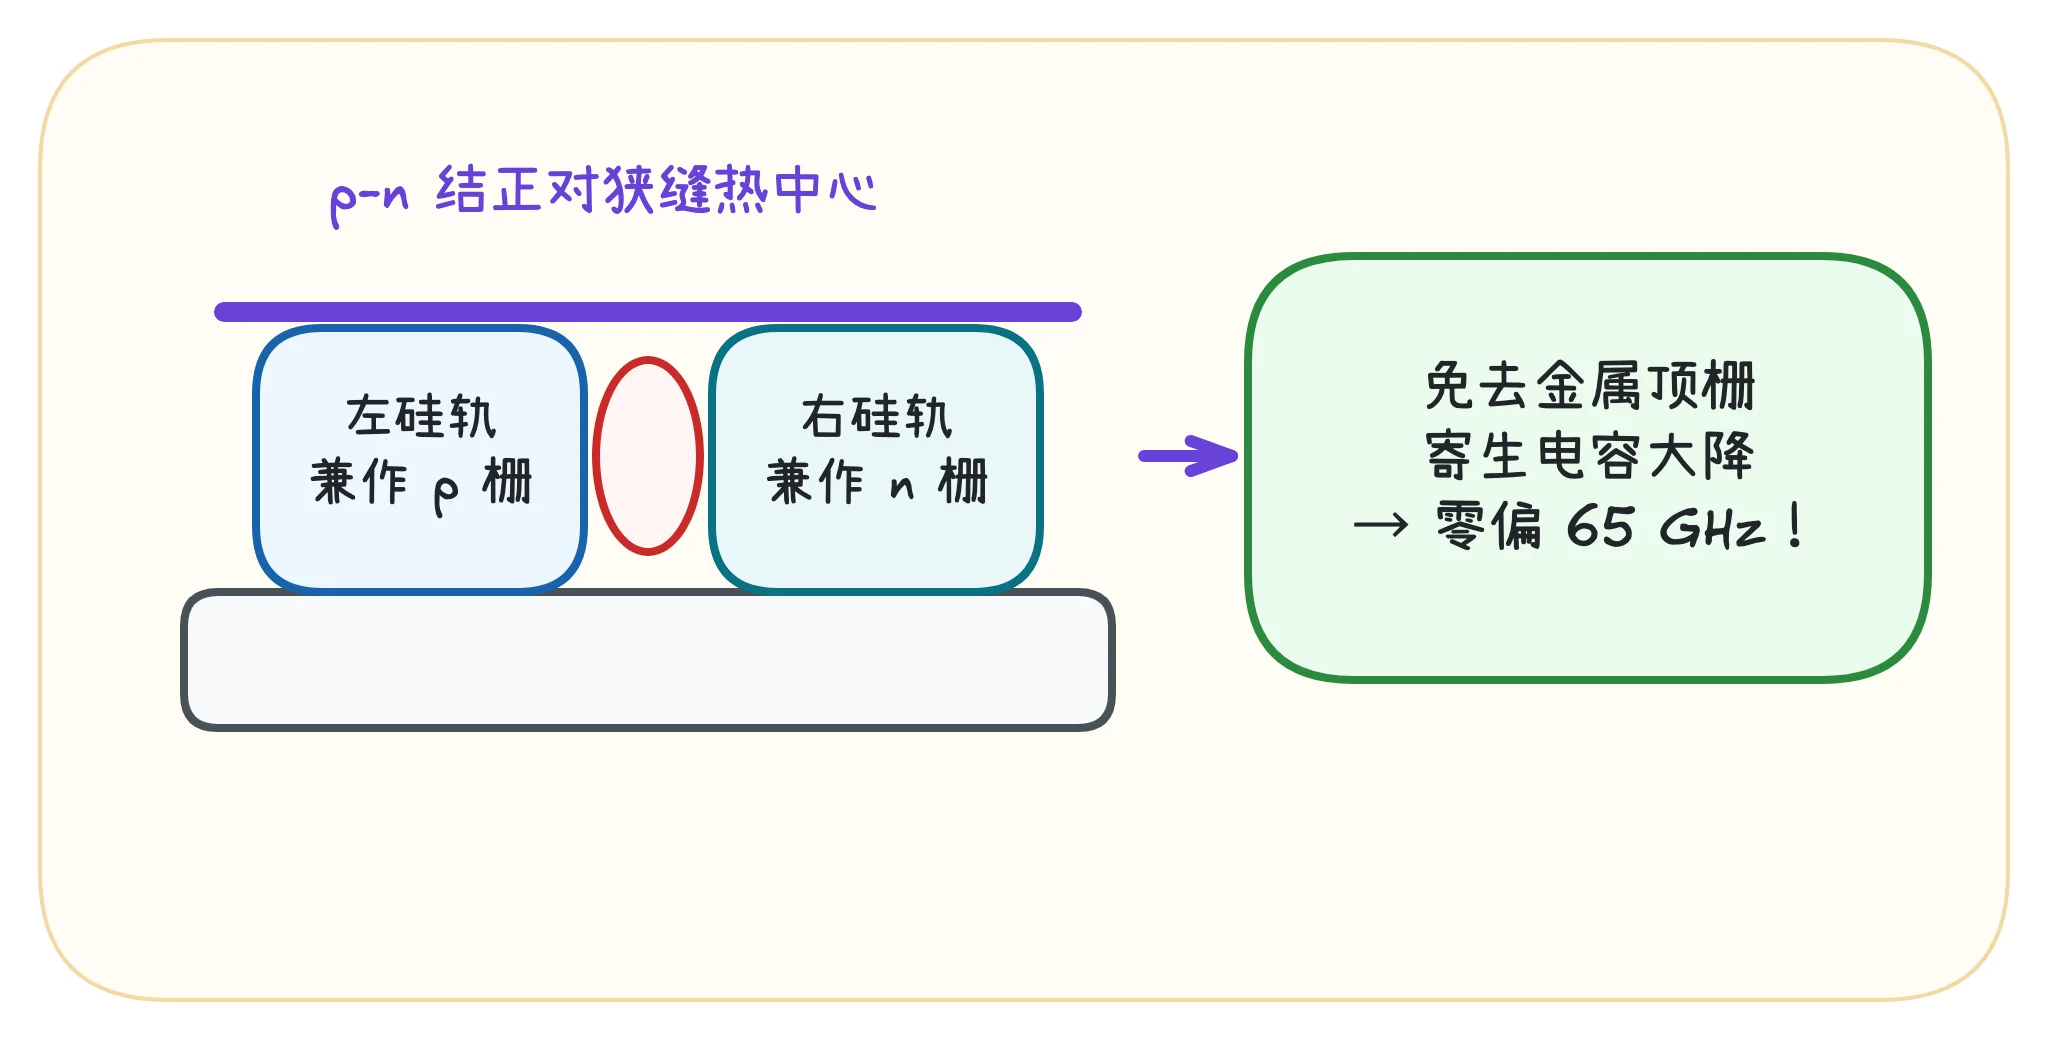 p-n 结正对狭缝热中心
左硅轨
兼作 p 栅
右硅轨
兼作 n 栅
免去金属顶栅
寄生电容大降
→ 零偏 65 GHz！